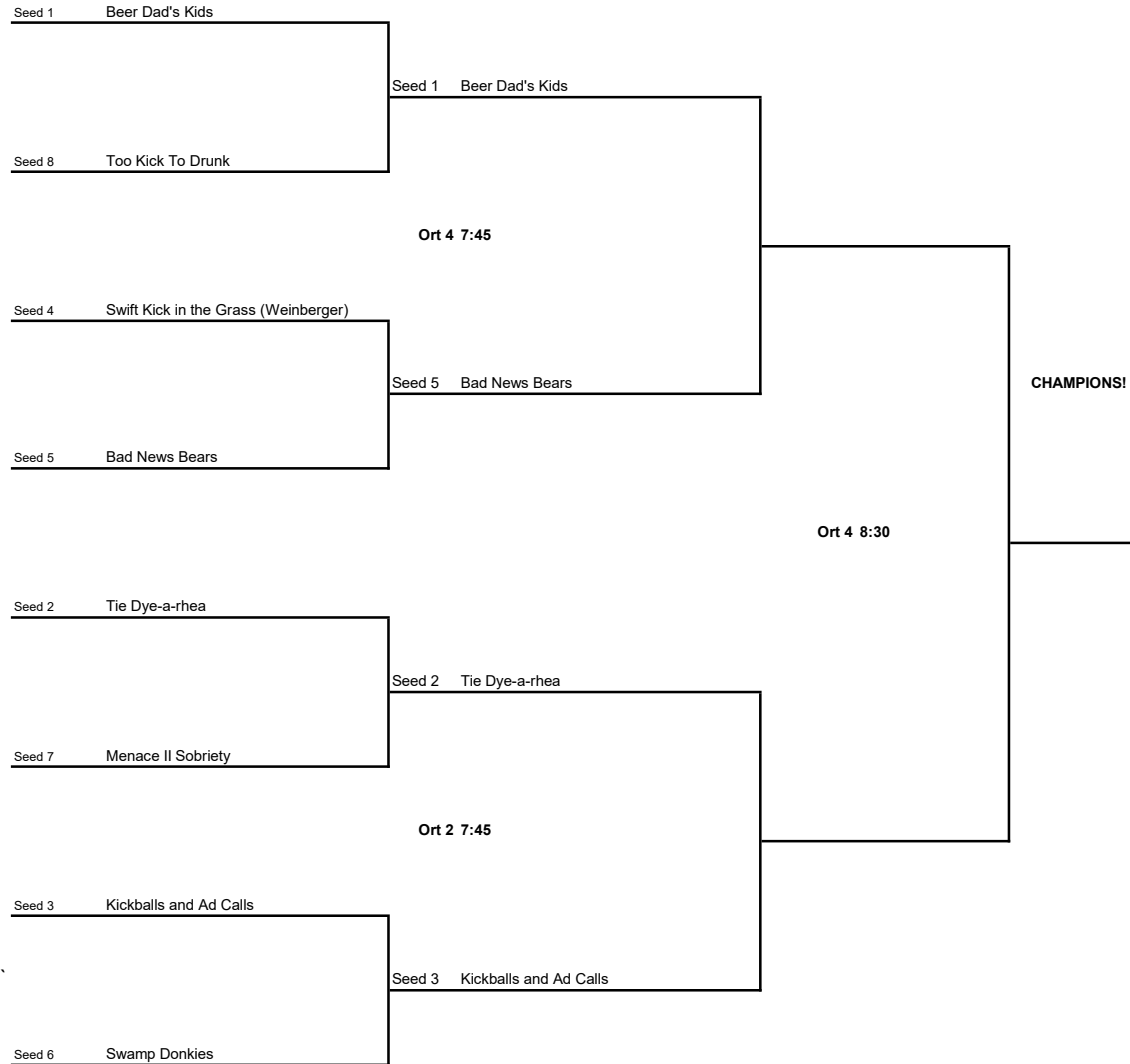 Seed 1 Beer Dad's Kids
Seed 1 Beer Dad's Kids
Seed 8 Too Kick To Drunk
Ort 4 7:45
Seed 4 Swift Kick in the Grass (Weinberger)
Seed 5 Bad News Bears
CHAMPIONS!
Seed 5 Bad News Bears
Ort 4 8:30
Seed 2 Tie Dye-a-rhea
Seed 2 Tie Dye-a-rhea
Seed 7 Menace II Sobriety
Ort 2 7:45
Seed 3 Kickballs and Ad Calls
`
Seed 3 Kickballs and Ad Calls
Seed 6 Swamp Donkies